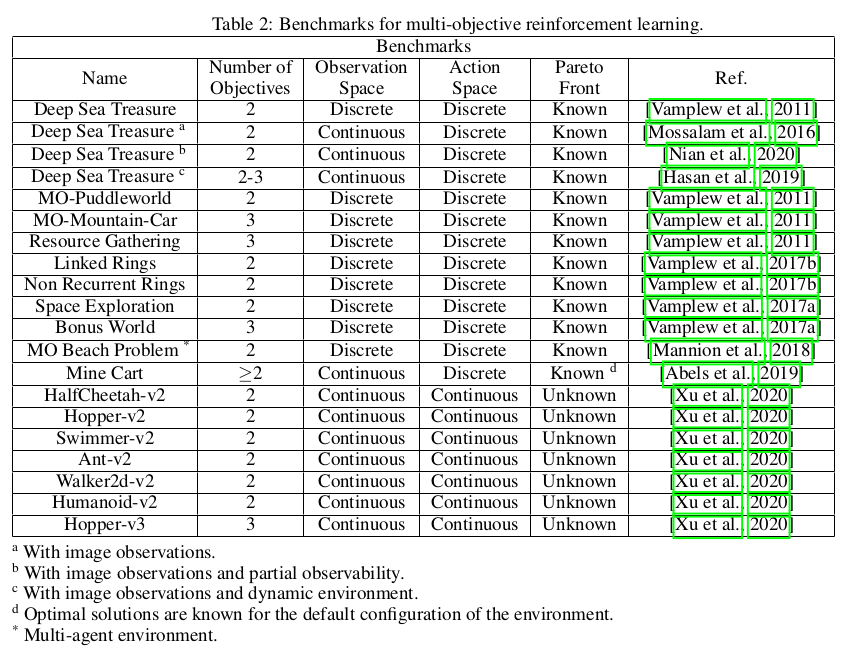 Table 2: Benchmarks for multi-objective reinforcement learning.
Benchmarks
Name Number of Objectives Observation Space Action Space Pareto Front Ref.
Deep Sea Treasure 2 Discrete Discrete Known [Vamplew et al., 2011]
Deep Sea Treasure a 2 Continuous Discrete Known [Mossalam et al., 2016]
Deep Sea Treasure b 2 Continuous Discrete Known [Nian et al., 2020]
Deep Sea Treasure c 2-3 Continuous Discrete Known [Hasan et al., 2019]
MO-Puddleworld 2 Discrete Discrete Known [Vamplew et al., 2011]
MO-Mountain-Car 3 Discrete Discrete Known [Vamplew et al., 2011]
Resource Gathering 3 Discrete Discrete Known [Vamplew et al., 2011]
Linked Rings 2 Discrete Discrete Known [Vamplew et al., 2017b]
Non Recurrent Rings 2 Discrete Discrete Known [Vamplew et al., 2017b]
Space Exploration 2 Discrete Discrete Known [Vamplew et al., 2017a]
Bonus World 3 Discrete Discrete Known [Vamplew et al., 2017a]
MO Beach Problem * 2 Discrete Discrete Known [Mannion et al., 2018]
Mine Cart ≥2 Continuous Discrete Known d [Abels et al., 2019]
HalfCheetah-v2 2 Continuous Continuous Unknown [Xu et al., 2020]
Hopper-v2 2 Continuous Continuous Unknown [Xu et al., 2020]
Swimmer-v2 2 Continuous Continuous Unknown [Xu et al., 2020]
Ant-v2 2 Continuous Continuous Unknown [Xu et al., 2020]
Walker2d-v2 2 Continuous Continuous Unknown [Xu et al., 2020]
Humanoid-v2 2 Continuous Continuous Unknown [Xu et al., 2020]
Hopper-v3 3 Continuous Continuous Unknown [Xu et al., 2020]
a With image observations.
b With image observations and partial observability.
c With image observations and dynamic environment.
d Optimal solutions are known for the default configuration of the environment.
* Multi-agent environment.